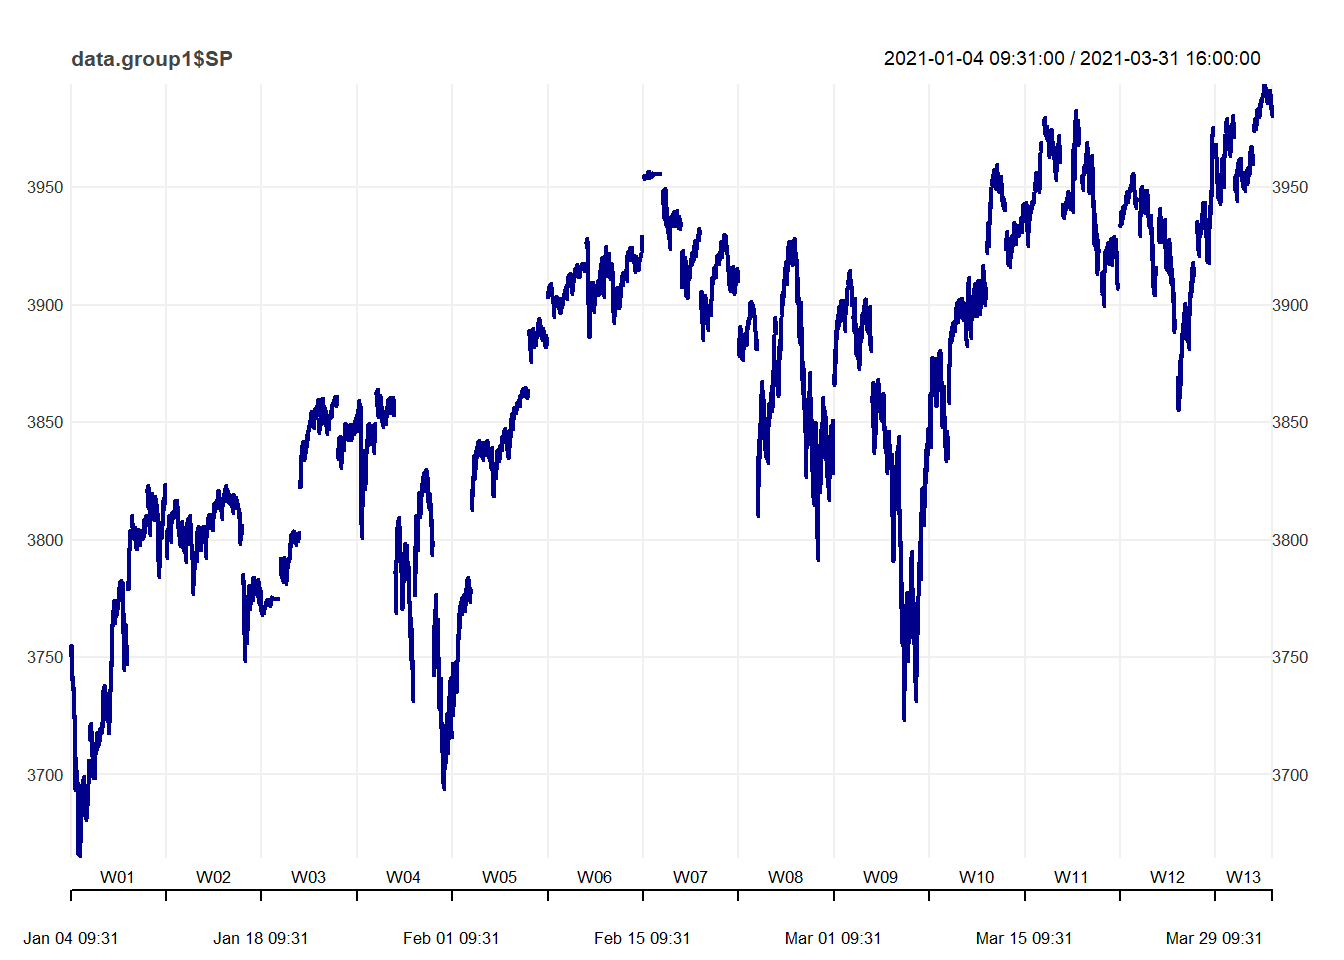 data.group1$SP 2021-01-04 09:31:00 / 2021-03-31 16:00:00
3950 3950
3900 3900
3850 3850
3800 3800
3750 3750
3700 3700
W01 W02 W03 W04 W05 W06 W07 W08 W09 W10 W11 W12 W13
Jan 04 09:31 Jan 18 09:31 Feb 01 09:31 Feb 15 09:31 Mar 01 09:31 Mar 15 09:31 Mar 29 09:31